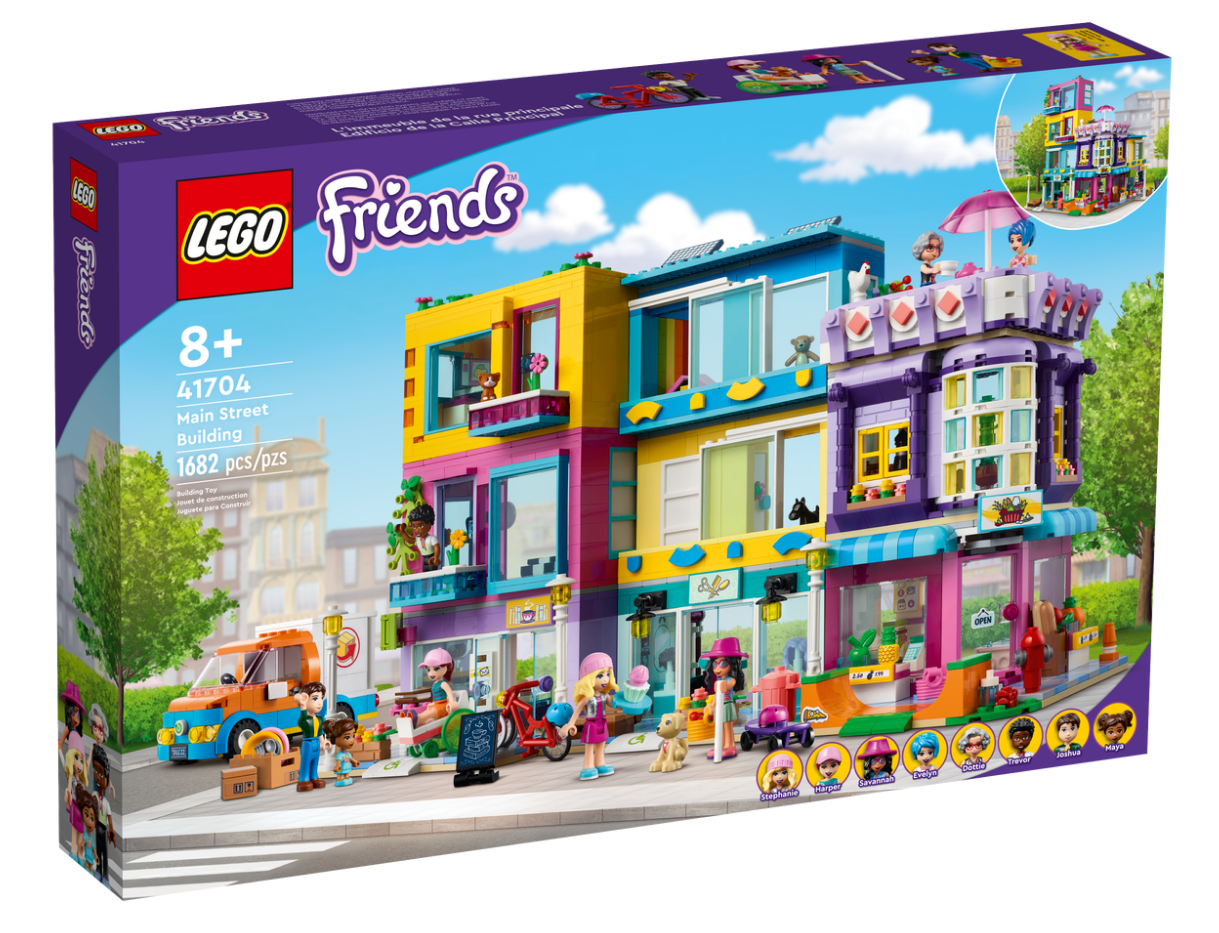 LEGO
Friends
41704
L'immeuble de la rue principale
Edificio de la Calle Principal
LEGO
Friends
LEGO
Friends™
8+
41704
Main Street
Building
1682 pcs/pzs
Building Toy
Jouet de construction
Juguete para Construir
OPEN
Stephanie
Harper
Savannah
Evelyn
Dottie
Trevor
Joshua
Maya